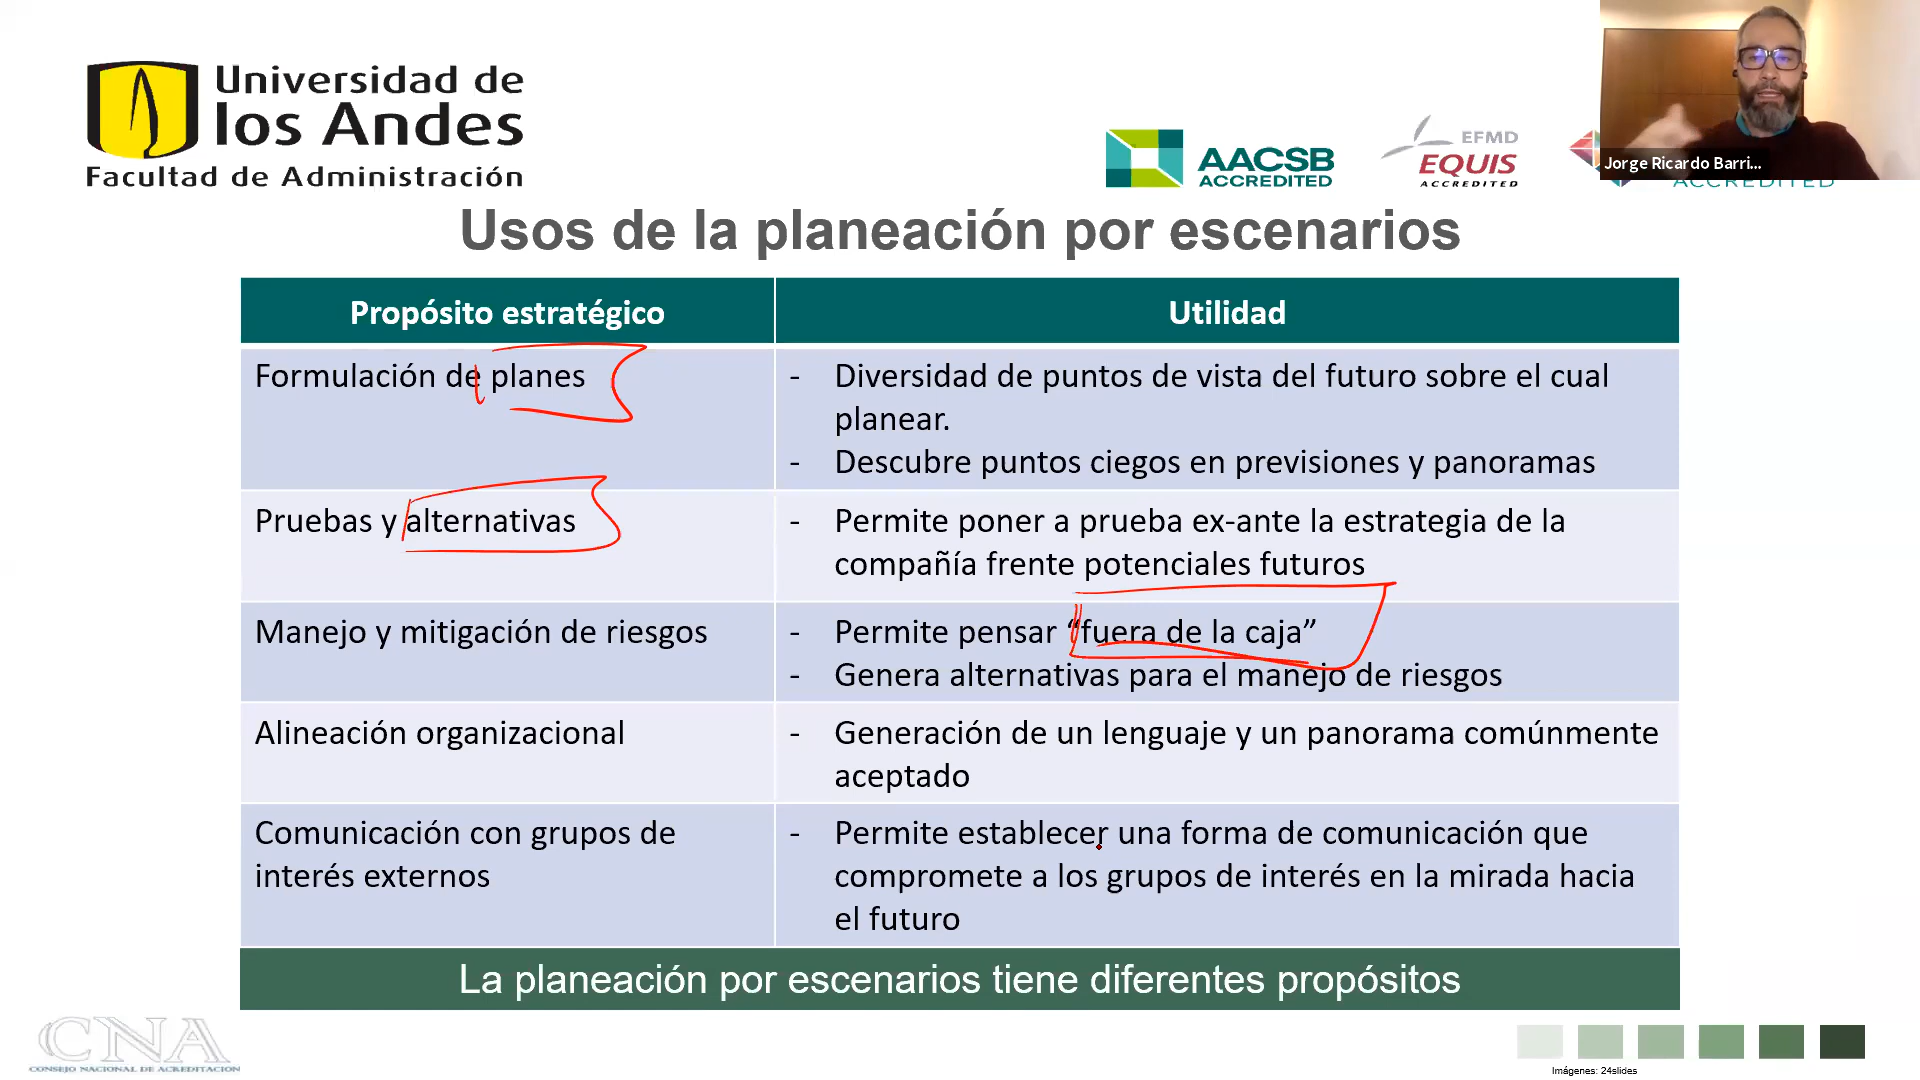 Universidad de
los Andes
Facultad de Administración
AACSB
ACCREDITED
EFMD
EQUIS
ACCREDITED
Jorge Ricardo Barri...
ACCREDITED
Usos de la planeación por escenarios
Propósito estratégico
Utilidad
Formulación de planes
- Diversidad de puntos de vista del futuro sobre el cual
planear.
- Descubre puntos ciegos en previsiones y panoramas
Pruebas y alternativas
- Permite poner a prueba ex-ante la estrategia de la
compañía frente potenciales futuros
Manejo y mitigación de riesgos
- Permite pensar “fuera de la caja”
- Genera alternativas para el manejo de riesgos
Alineación organizacional
- Generación de un lenguaje y un panorama comúnmente
aceptado
Comunicación con grupos de
interés externos
- Permite establecer una forma de comunicación que
compromete a los grupos de interés en la mirada hacia
el futuro
La planeación por escenarios tiene diferentes propósitos
CNA
CONSEJO NACIONAL DE ACREDITACIÓN
Imágenes: 24slides